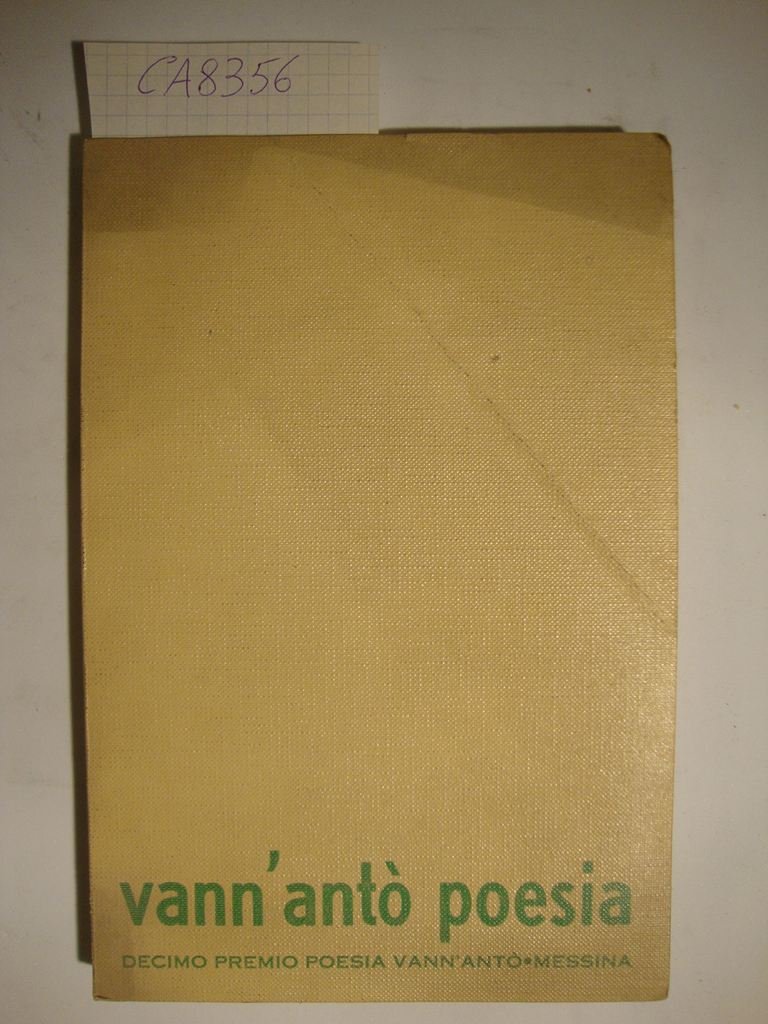 CA8356
vann'antò poesia
DECIMO PREMIO POESIA VANN'ANTÒ•MESSINA